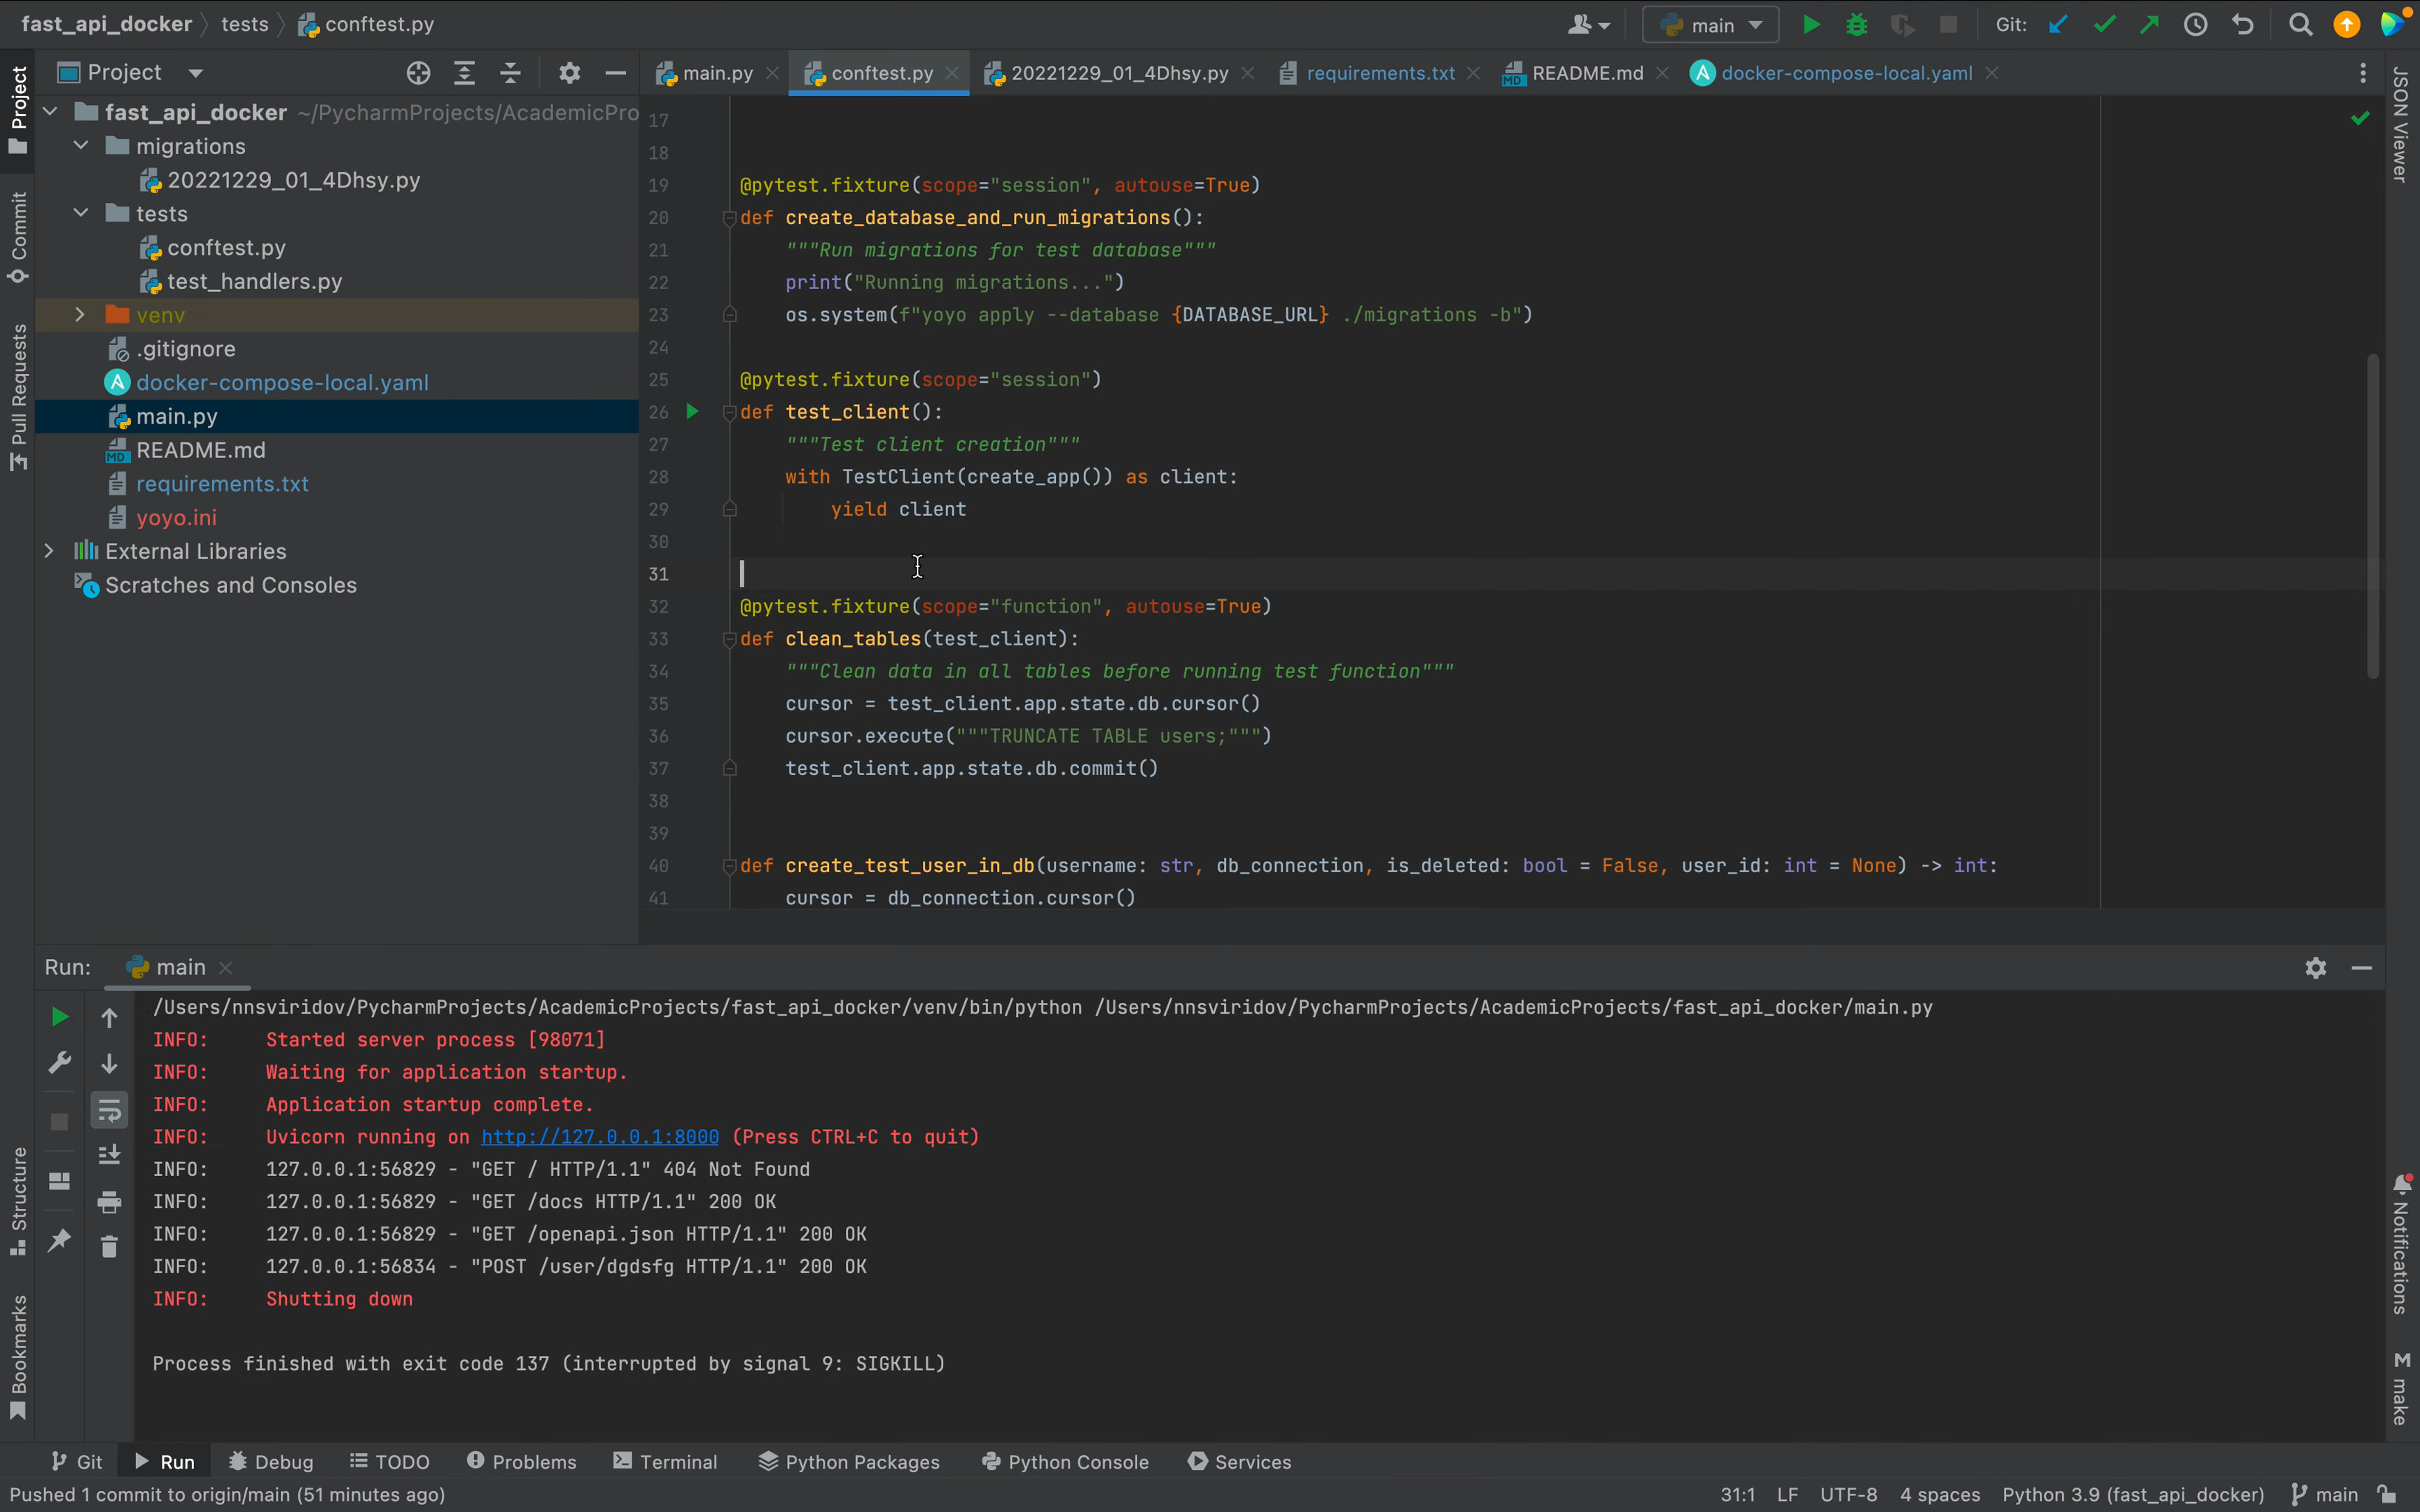 fast_api_docker 〉 tests 〉 conftest.py
main
Git:
Project
main.py
conftest.py
20221229_01_4Dhsy.py
requirements.txt
README.md
docker-compose-local.yaml
Project
Commit
Pull Requests
Structure
Bookmarks
fast_api_docker ~/PycharmProjects/AcademicPro
migrations
20221229_01_4Dhsy.py
tests
conftest.py
test_handlers.py
venv
.gitignore
docker-compose-local.yaml
main.py
README.md
requirements.txt
yoyo.ini
External Libraries
Scratches and Consoles
17
18
19 @pytest.fixture(scope="session", autouse=True)
20 def create_database_and_run_migrations():
21 """Run migrations for test database"""
22 print("Running migrations...")
23 os.system(f"yoyo apply --database {DATABASE_URL} ./migrations -b")
24
25 @pytest.fixture(scope="session")
26 def test_client():
27 """Test client creation"""
28 with TestClient(create_app()) as client:
29 yield client
30
31
32 @pytest.fixture(scope="function", autouse=True)
33 def clean_tables(test_client):
34 """Clean data in all tables before running test function"""
35 cursor = test_client.app.state.db.cursor()
36 cursor.execute("""TRUNCATE TABLE users;""")
37 test_client.app.state.db.commit()
38
39
40 def create_test_user_in_db(username: str, db_connection, is_deleted: bool = False, user_id: int = None) -> int:
41 cursor = db_connection.cursor()
JSON Viewer
Notifications
make
Run: main
/Users/nnsviridov/PycharmProjects/AcademicProjects/fast_api_docker/venv/bin/python /Users/nnsviridov/PycharmProjects/AcademicProjects/fast_api_docker/main.py
INFO: Started server process [98071]
INFO: Waiting for application startup.
INFO: Application startup complete.
INFO: Uvicorn running on http://127.0.0.1:8000 (Press CTRL+C to quit)
INFO: 127.0.0.1:56829 - "GET / HTTP/1.1" 404 Not Found
INFO: 127.0.0.1:56829 - "GET /docs HTTP/1.1" 200 OK
INFO: 127.0.0.1:56829 - "GET /openapi.json HTTP/1.1" 200 OK
INFO: 127.0.0.1:56834 - "POST /user/dgdsfg HTTP/1.1" 200 OK
INFO: Shutting down
Process finished with exit code 137 (interrupted by signal 9: SIGKILL)
Git Run Debug TODO Problems Terminal Python Packages Python Console Services
Pushed 1 commit to origin/main (51 minutes ago)
31:1 LF UTF-8 4 spaces Python 3.9 (fast_api_docker) main